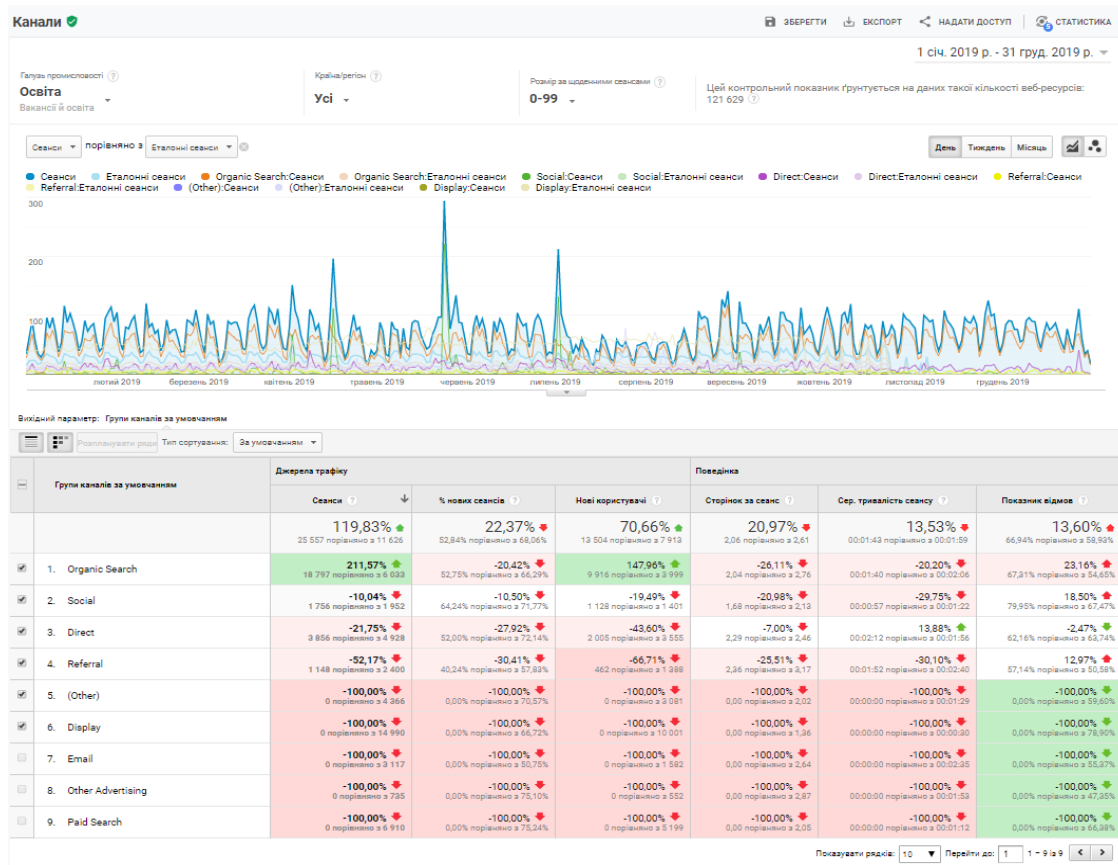 Канали
ЗБЕРЕГТИ ЕКСПОРТ НАДАТИ ДОСТУП 5 СТАТИСТИКА
1 січ. 2019 р. - 31 груд. 2019 р.
Галузь промисловості ? Країна/регіон ? Розмір за щоденними сеансами ? Цей контрольний показник ґрунтується на даних такої кількості веб-ресурсів:
Освіта Усі 0-99 121 629 ?
Вакансії й освіта
Сеанси порівняно з Еталонні сеанси День Тиждень Місяць
Сеанси Еталонні сеанси Organic Search:Сеанси Organic Search:Еталонні сеанси Social:Сеанси Social:Еталонні сеанси Direct:Сеанси Direct:Еталонні сеанси Referral:Сеанси
Referral:Еталонні сеанси (Other):Сеанси (Other):Еталонні сеанси Display:Сеанси Display:Еталонні сеанси
300
200
100
лютий 2019 березень 2019 квітень 2019 травень 2019 червень 2019 липень 2019 серпень 2019 вересень 2019 жовтень 2019 листопад 2019 грудень 2019
Вихідний параметр: Групи каналів за умовчанням
Розпланувати ряди Тип сортування: За умовчанням
Групи каналів за умовчанням Джерела трафіку Поведінка
Сеанси ? % нових сеансів ? Нові користувачі ? Сторінок за сеанс ? Сер. тривалість сеансу ? Показник відмов ?
119,83% 22,37% 70,66% 20,97% 13,53% 13,60%
25 557 порівняно з 11 626 52,84% порівняно з 68,06% 13 504 порівняно з 7 913 2,06 порівняно з 2,61 00:01:43 порівняно з 00:01:59 66,94% порівняно з 58,93%
1. Organic Search 211,57% -20,42% 147,96% -26,11% -20,20% 23,16%
18 797 порівняно з 6 033 52,75% порівняно з 66,29% 9 916 порівняно з 3 999 2,04 порівняно з 2,76 00:01:40 порівняно з 00:02:06 67,31% порівняно з 54,65%
2. Social -10,04% -10,50% -19,49% -20,98% -29,75% 18,50%
1 756 порівняно з 1 952 64,24% порівняно з 71,77% 1 128 порівняно з 1 401 1,68 порівняно з 2,13 00:00:57 порівняно з 00:01:22 79,95% порівняно з 67,47%
3. Direct -21,75% -27,92% -43,60% -7,00% 13,88% -2,47%
3 856 порівняно з 4 928 52,00% порівняно з 72,14% 2 005 порівняно з 3 555 2,29 порівняно з 2,46 00:02:12 порівняно з 00:01:56 62,16% порівняно з 63,74%
4. Referral -52,17% -30,41% -66,71% -25,51% -30,10% 12,97%
1 148 порівняно з 2 400 40,24% порівняно з 57,83% 462 порівняно з 1 388 2,36 порівняно з 3,17 00:01:52 порівняно з 00:02:40 57,14% порівняно з 50,58%
5. (Other) -100,00% -100,00% -100,00% -100,00% -100,00% -100,00%
0 порівняно з 4 366 0,00% порівняно з 70,57% 0 порівняно з 3 081 0,00 порівняно з 2,02 00:00:00 порівняно з 00:01:29 0,00% порівняно з 59,60%
6. Display -100,00% -100,00% -100,00% -100,00% -100,00% -100,00%
0 порівняно з 14 990 0,00% порівняно з 66,72% 0 порівняно з 10 001 0,00 порівняно з 1,36 00:00:00 порівняно з 00:00:30 0,00% порівняно з 78,90%
7. Email -100,00% -100,00% -100,00% -100,00% -100,00% -100,00%
0 порівняно з 3 117 0,00% порівняно з 50,75% 0 порівняно з 1 582 0,00 порівняно з 2,64 00:00:00 порівняно з 00:02:35 0,00% порівняно з 55,37%
8. Other Advertising -100,00% -100,00% -100,00% -100,00% -100,00% -100,00%
0 порівняно з 735 0,00% порівняно з 75,10% 0 порівняно з 552 0,00 порівняно з 2,87 00:00:00 порівняно з 00:01:53 0,00% порівняно з 47,35%
9. Paid Search -100,00% -100,00% -100,00% -100,00% -100,00% -100,00%
0 порівняно з 6 910 0,00% порівняно з 75,24% 0 порівняно з 5 199 0,00 порівняно з 2,05 00:00:00 порівняно з 00:01:12 0,00% порівняно з 66,38%
Показувати рядків: 10 Перейти до: 1 1 - 9 із 9